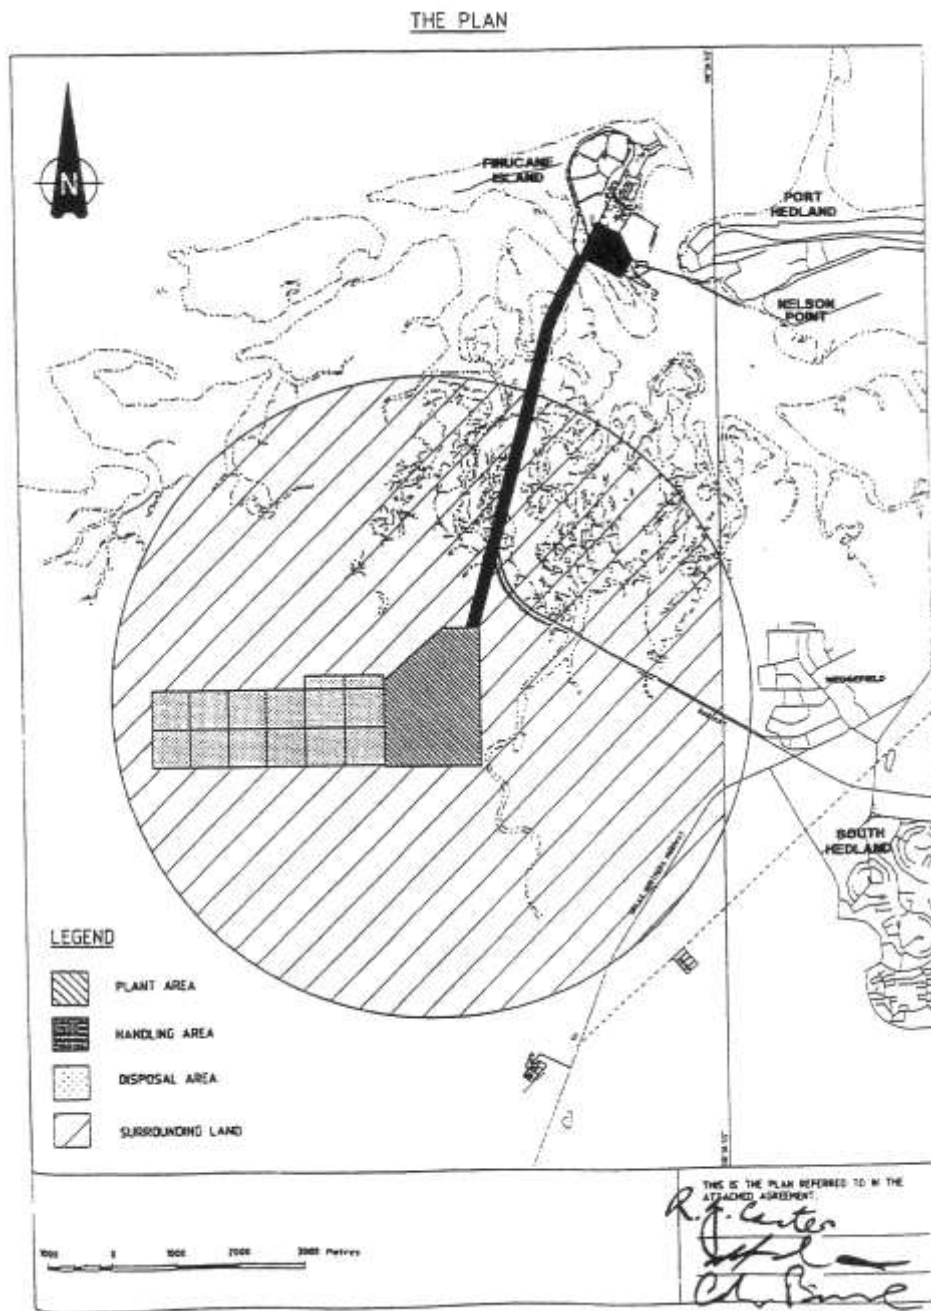 THE PLAN
N
FINUCANE
ISLAND
PORT
HEDLAND
NELSON
POINT
WEDGEFIELD
SOUTH
HEDLAND
LEGEND
PLANT AREA
HANDLING AREA
DISPOSAL AREA
SURROUNDING LAND
THIS IS THE PLAN REFERRED TO IN THE
ATTACHED AGREEMENT.
1000 0 1000 2000 3000 Metres